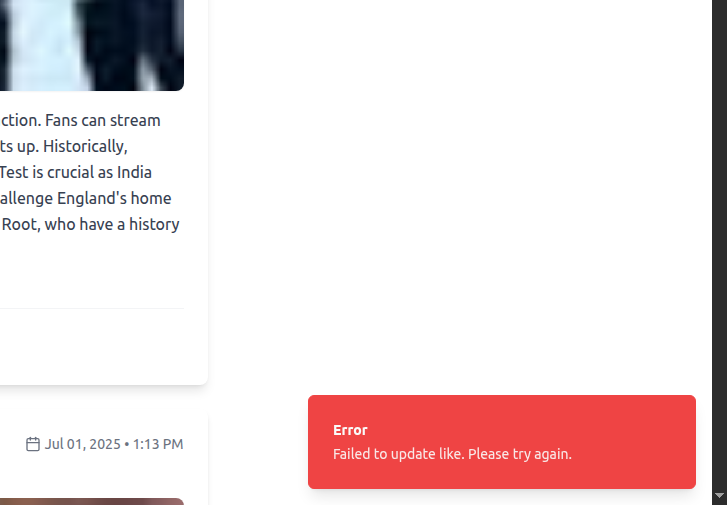 ction. Fans can stream
ts up. Historically,
Test is crucial as India
allenge England's home
Root, who have a history
Jul 01, 2025 • 1:13 PM
Error
Failed to update like. Please try again.